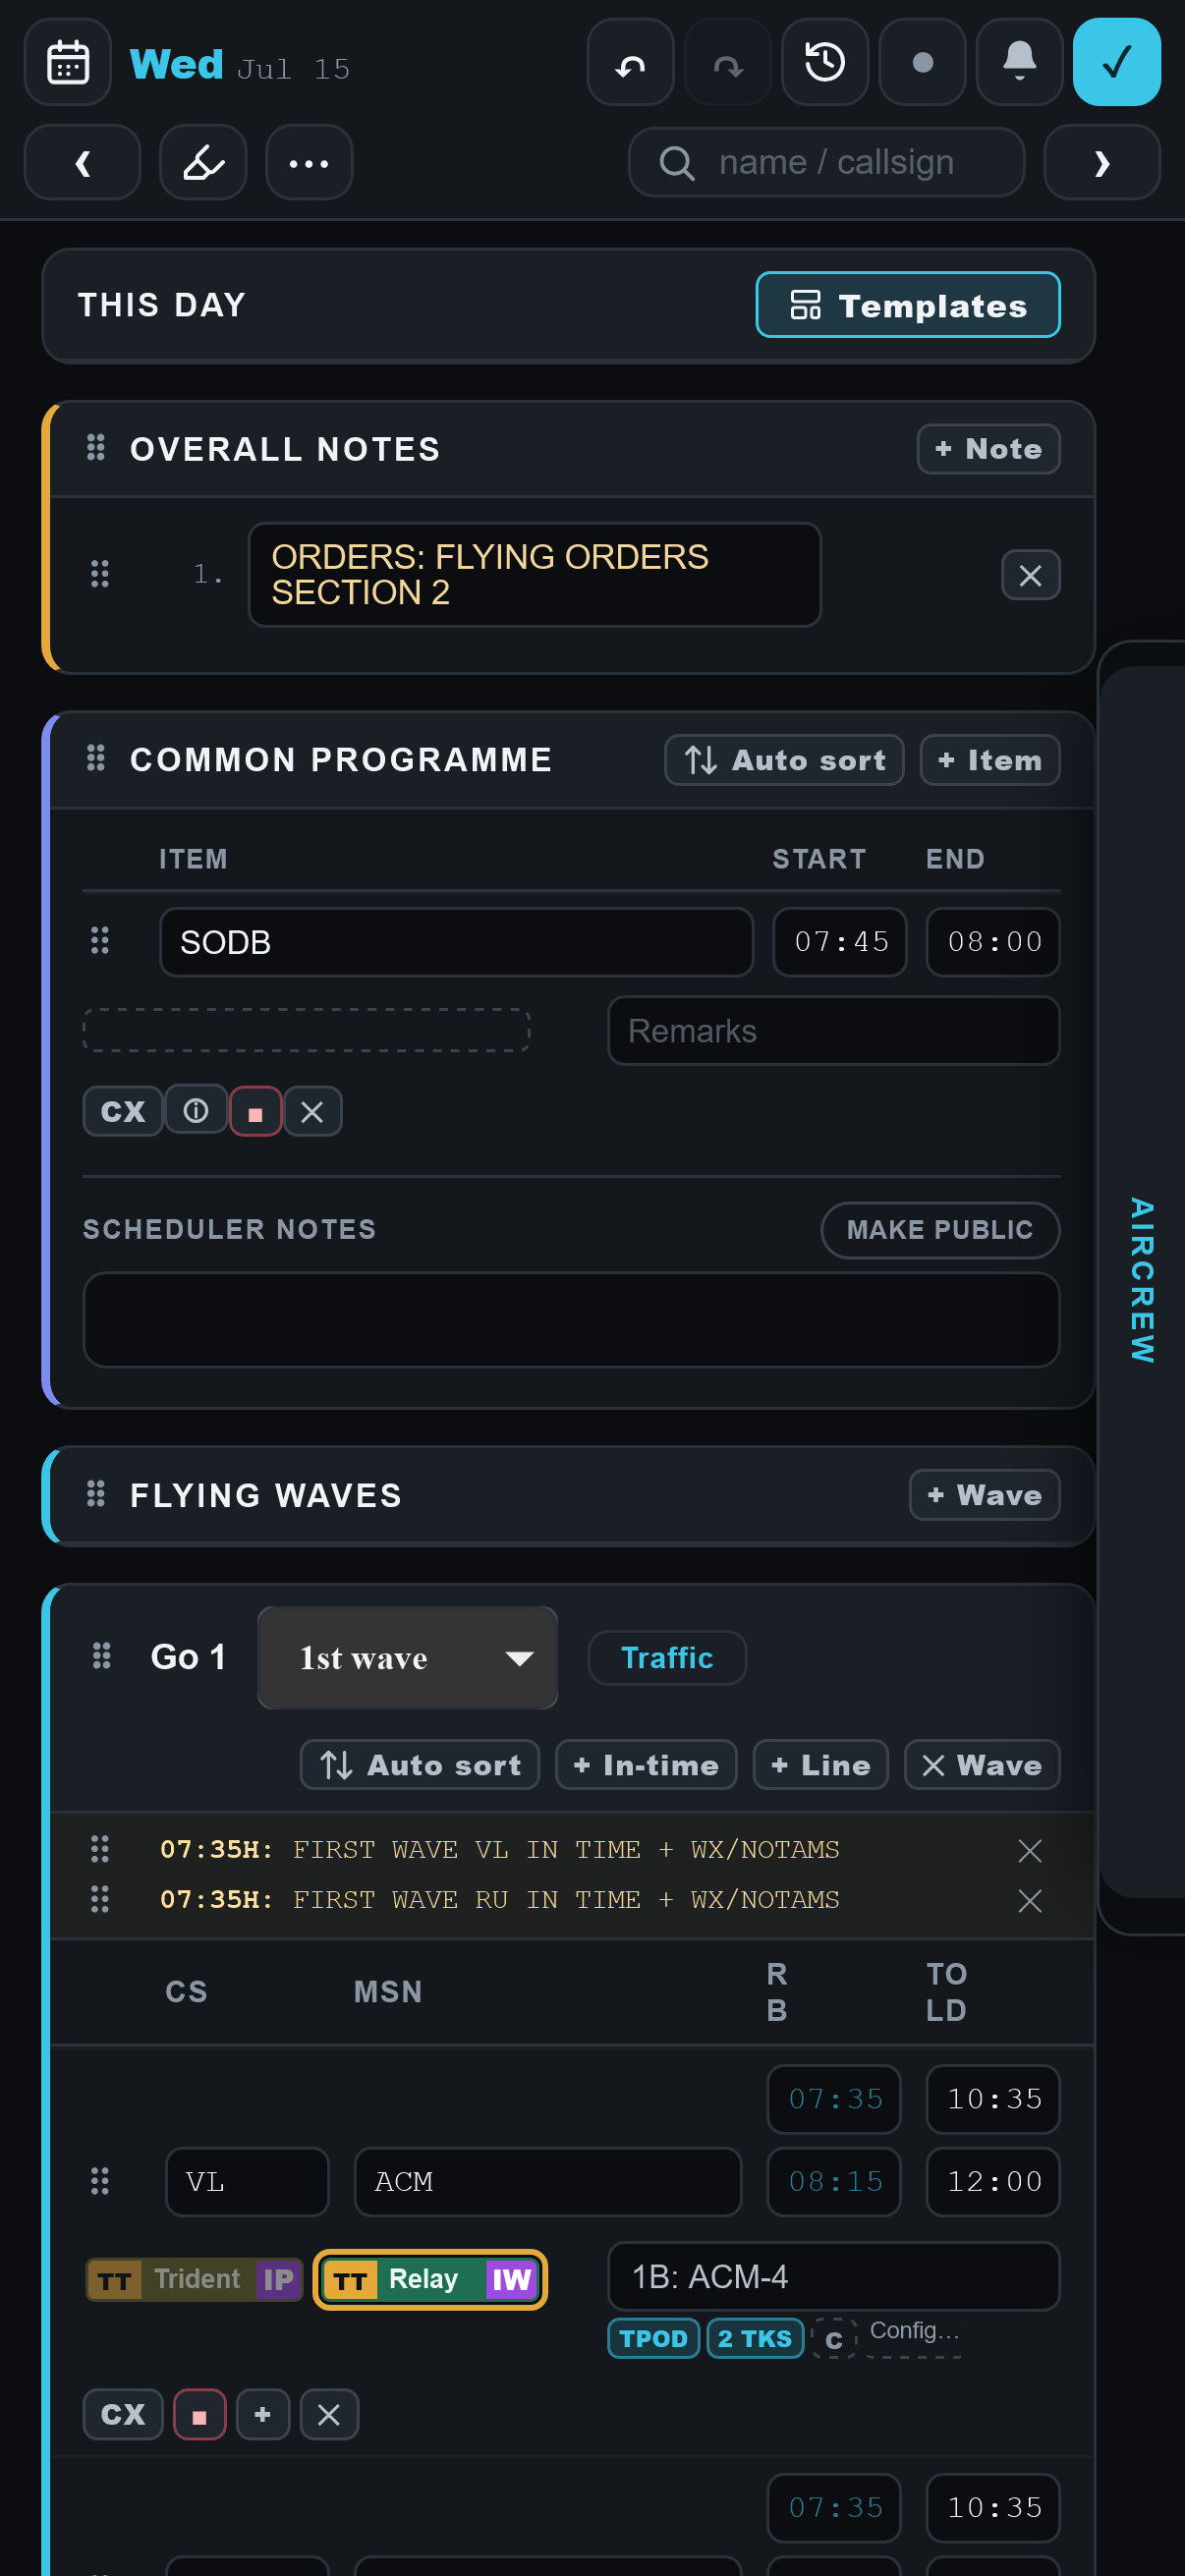 Wed Jul 15
name / callsign
THIS DAY
Templates
OVERALL NOTES
+ Note
1.
ORDERS: FLYING ORDERS
SECTION 2
COMMON PROGRAMME
Auto sort
+ Item
ITEM
START
END
SODB
07:45
08:00
Remarks
CX
SCHEDULER NOTES
MAKE PUBLIC
AIRCREW
FLYING WAVES
+ Wave
Go 1
1st wave
Traffic
Auto sort
+ In-time
+ Line
× Wave
07:35H: FIRST WAVE VL IN TIME + WX/NOTAMS
07:35H: FIRST WAVE RU IN TIME + WX/NOTAMS
CS
MSN
R
B
TO
LD
07:35
10:35
VL
ACM
08:15
12:00
TT Trident IP
TT Relay IW
1B: ACM-4
TPOD
2 TKS
C
Config...
CX
+
07:35
10:35